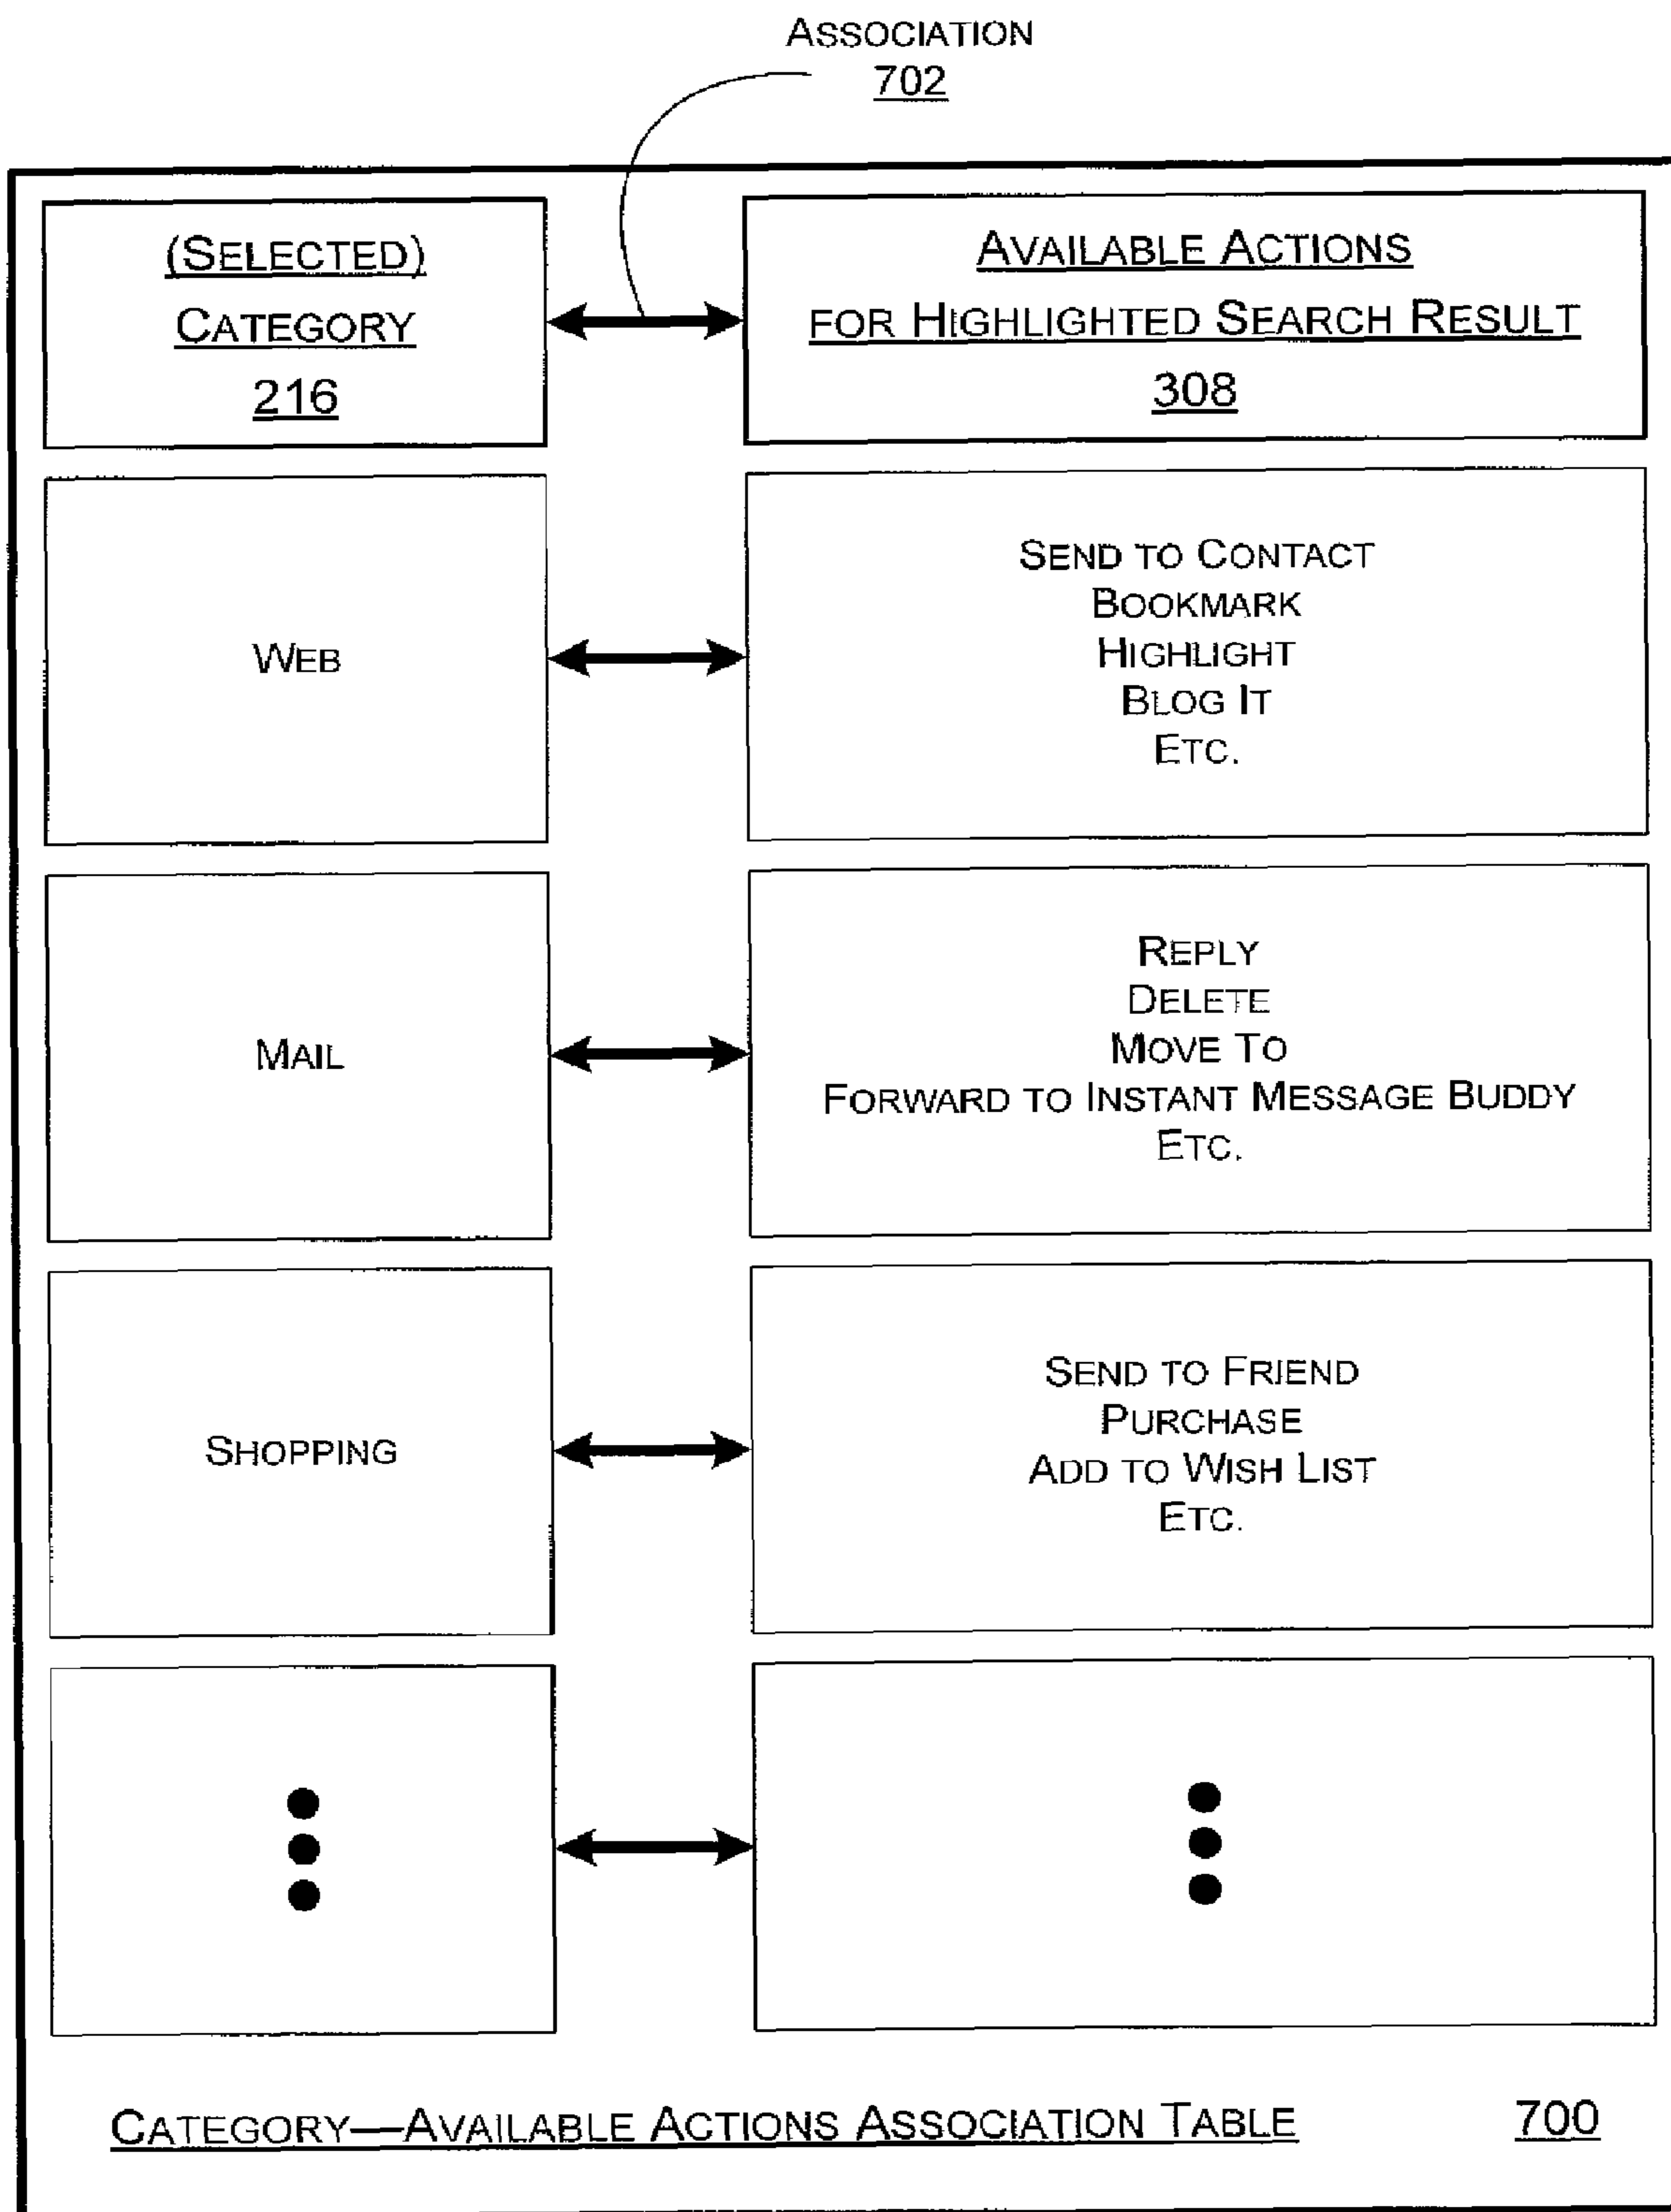 ASSOCIATION
702
(SELECTED)
CATEGORY
216
AVAILABLE ACTIONS
FOR HIGHLIGHTED SEARCH RESULT
308
WEB
SEND TO CONTACT
BOOKMARK
HIGHLIGHT
BLOG IT
ETC.
MAIL
REPLY
DELETE
MOVE TO
FORWARD TO INSTANT MESSAGE BUDDY
ETC.
SHOPPING
SEND TO FRIEND
PURCHASE
ADD TO WISH LIST
ETC.
CATEGORY—AVAILABLE ACTIONS ASSOCIATION TABLE 700